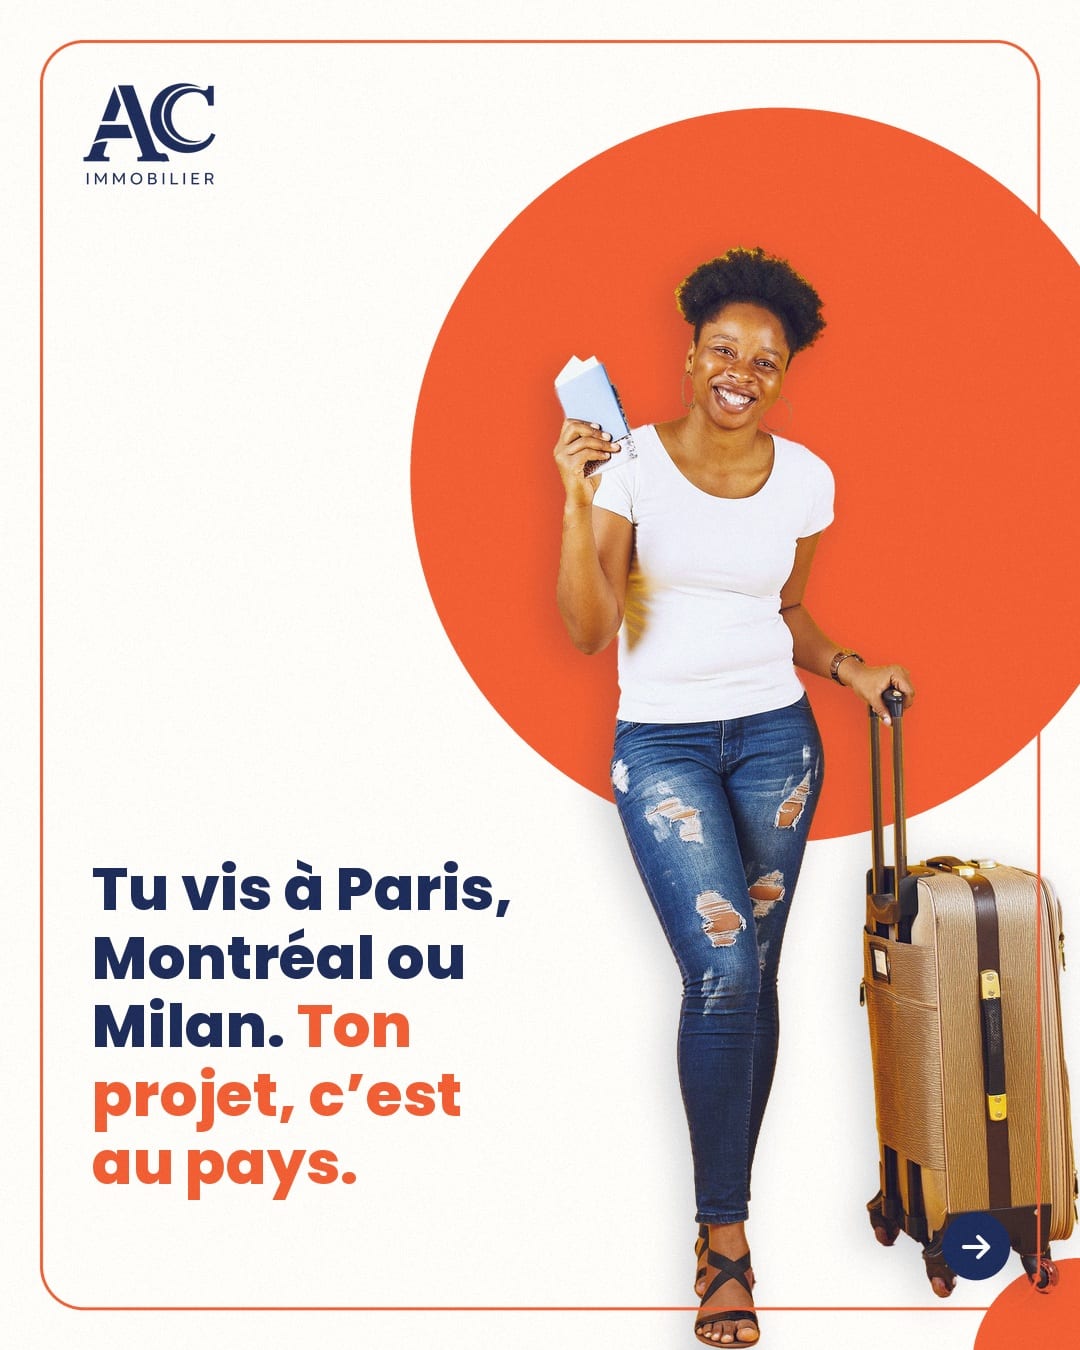 AC
IMMOBILIER
Tu vis à Paris,
Montréal ou
Milan. Ton
projet, c’est
au pays.